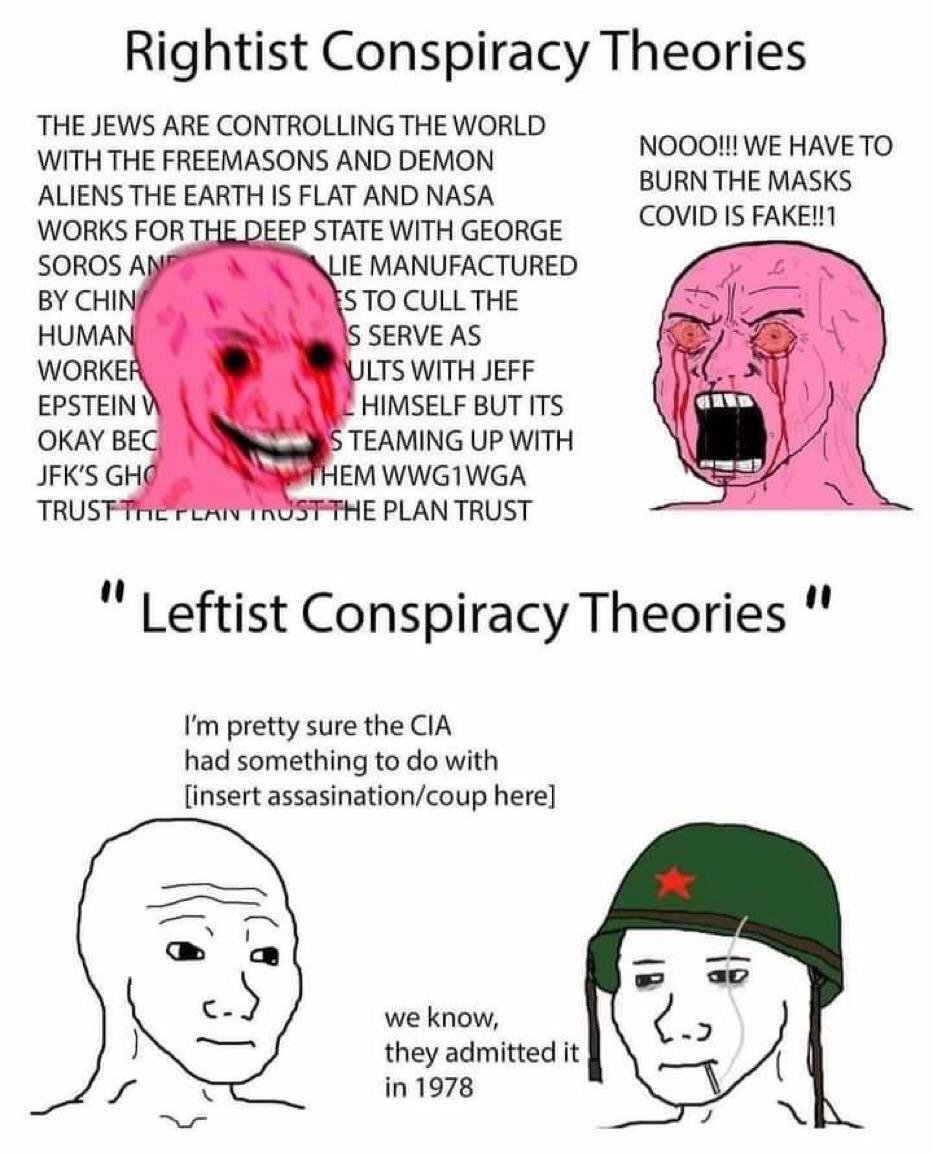 Rightist Conspiracy Theories
THE JEWS ARE CONTROLLING THE WORLD
WITH THE FREEMASONS AND DEMON
ALIENS THE EARTH IS FLAT AND NASA
WORKS FOR THE DEEP STATE WITH GEORGE
SOROS LIE MANUFACTURED
BY TO CULL THE
HUMAN SERVE AS
WITH JEFF
EPSTEIN HIMSELF BUT ITS
OKAY TEAMING UP WITH
JFK'S THEM WWG1WGA
TRUST THE PLAN TRUST THE PLAN TRUST
NOOO!!! WE HAVE TO
BURN THE MASKS
COVID IS FAKE!!1
" Leftist Conspiracy Theories "
I'm pretty sure the CIA
had something to do with
[insert assasination/coup here]
we know,
they admitted it
in 1978